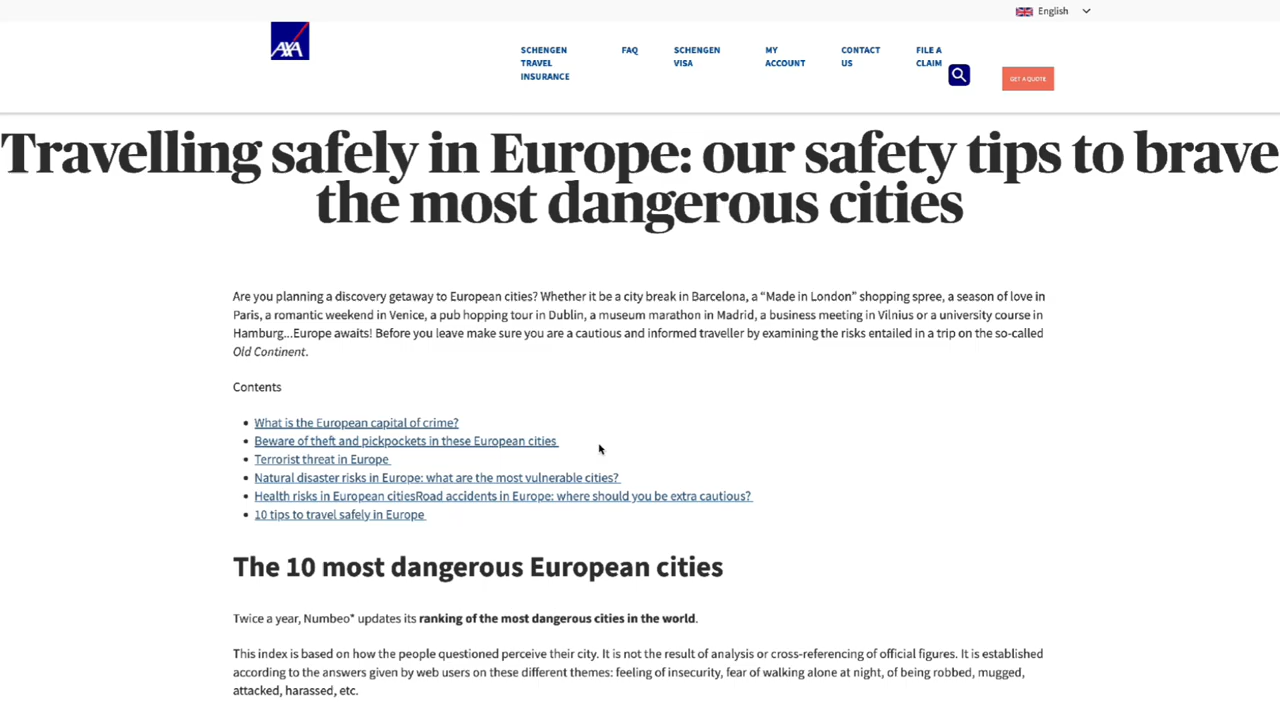 English
AXA
SCHENGEN TRAVEL INSURANCE
FAQ
SCHENGEN VISA
MY ACCOUNT
CONTACT US
FILE A CLAIM
GET A QUOTE
Travelling safely in Europe: our safety tips to brave
the most dangerous cities
Are you planning a discovery getaway to European cities? Whether it be a city break in Barcelona, a “Made in London” shopping spree, a season of love in
Paris, a romantic weekend in Venice, a pub hopping tour in Dublin, a museum marathon in Madrid, a business meeting in Vilnius or a university course in
Hamburg...Europe awaits! Before you leave make sure you are a cautious and informed traveller by examining the risks entailed in a trip on the so-called
Old Continent.
Contents
• What is the European capital of crime?
• Beware of theft and pickpockets in these European cities
• Terrorist threat in Europe
• Natural disaster risks in Europe: what are the most vulnerable cities?
• Health risks in European citiesRoad accidents in Europe: where should you be extra cautious?
• 10 tips to travel safely in Europe
The 10 most dangerous European cities
Twice a year, Numbeo* updates its ranking of the most dangerous cities in the world.
This index is based on how the people questioned perceive their city. It is not the result of analysis or cross-referencing of official figures. It is established
according to the answers given by web users on these different themes: feeling of insecurity, fear of walking alone at night, of being robbed, mugged,
attacked, harassed, etc.